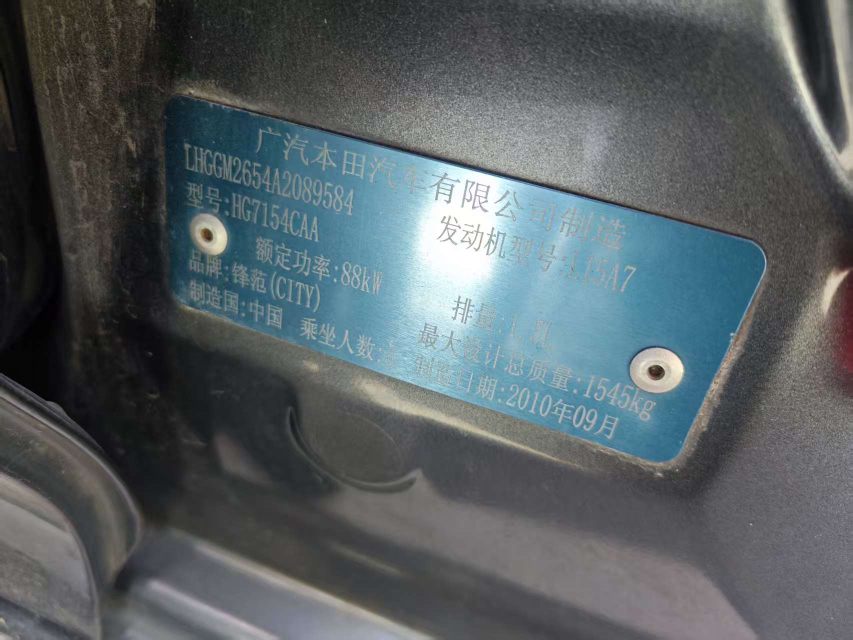 广汽本田汽车有限公司制造
LHGGM2654A2089584
型号:HG7154CAA 发动机型号:L15A7
额定功率:88kW 排量:1.
品牌:锋范(CITY) 最大设计总质量:1545kg
制造国:中国 乘坐人数: 制造日期:2010年09月